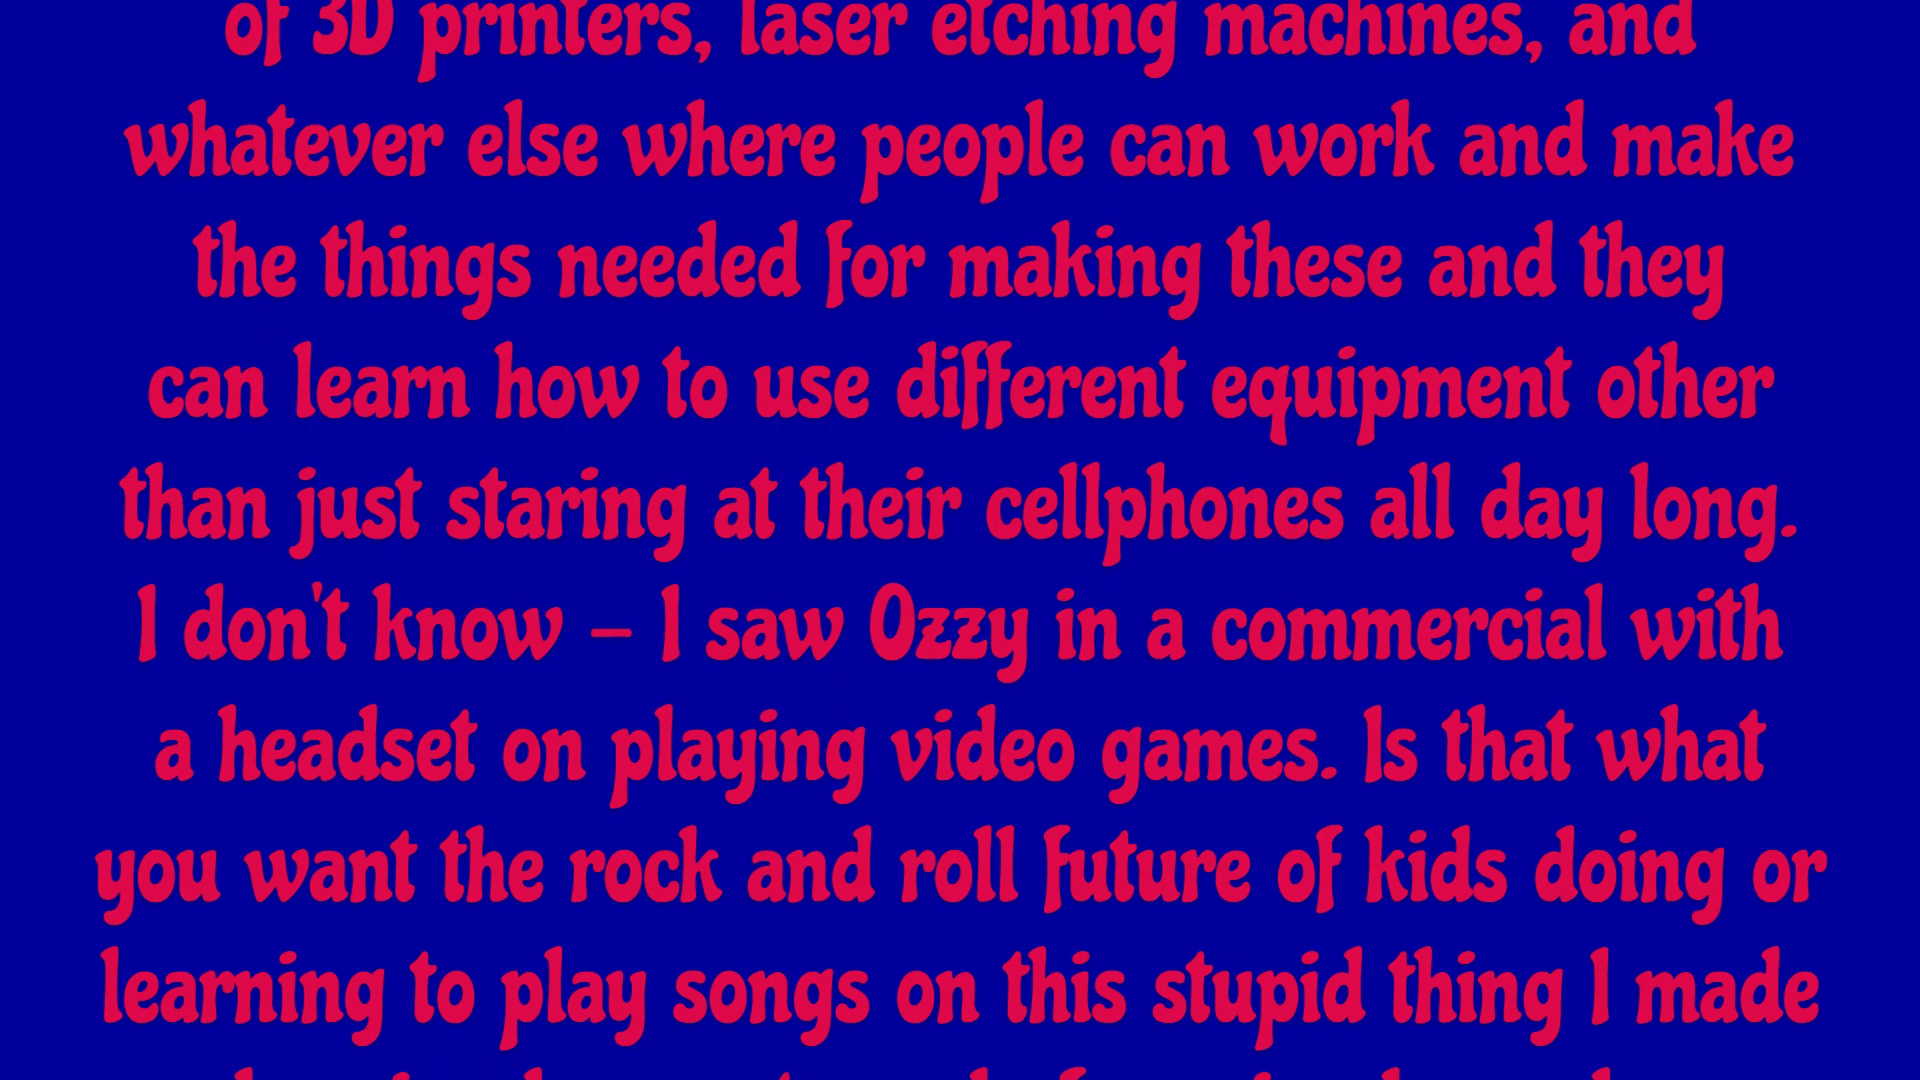 of 3D printers, laser etching machines, and
whatever else where people can work and make
the things needed for making these and they
can learn how to use different equipment other
than just staring at their cellphones all day long.
I don't know – I saw Ozzy in a commercial with
a headset on playing video games. Is that what
you want the rock and roll future of kids doing or
learning to play songs on this stupid thing I made